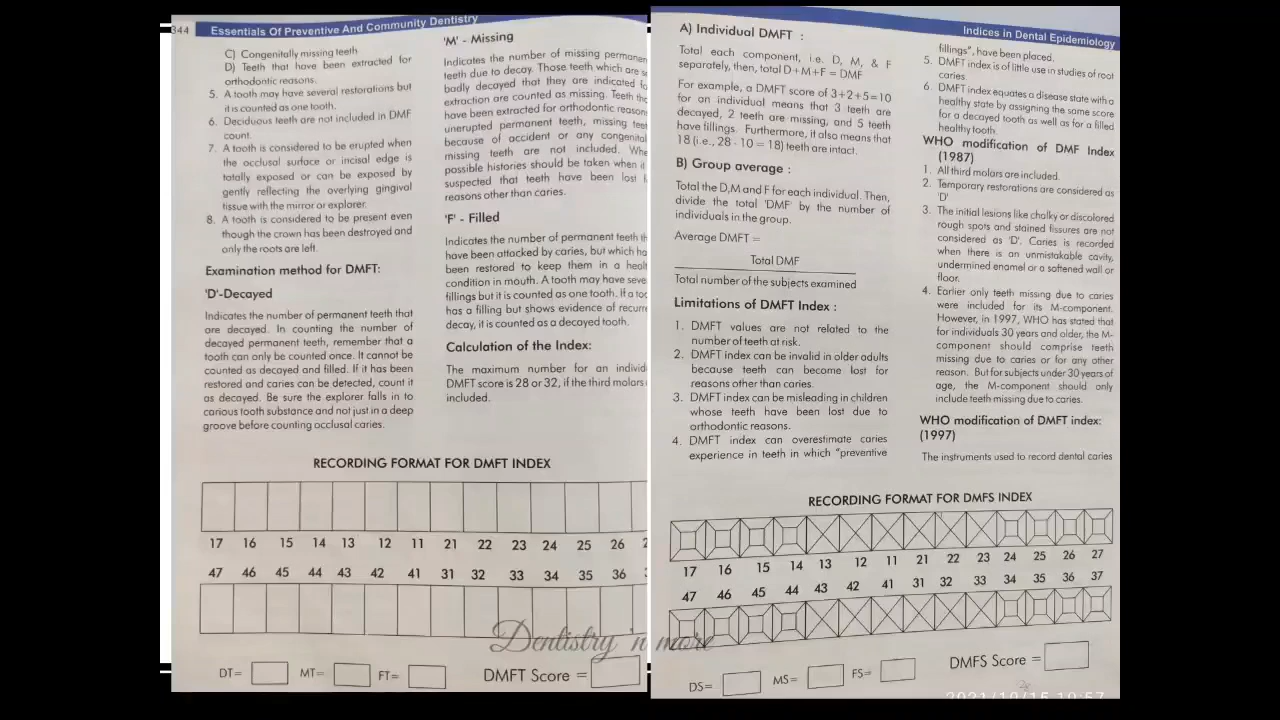 344 Essentials Of Preventive And Community Dentistry
C) Congenitally missing teeth
D) Teeth that have been extracted for
orthodontic reasons.
5. A tooth may have several restorations but
it is counted as one tooth.
6. Deciduous teeth are not included in DMF
count.
7. A tooth is considered to be erupted when
the occlusal surface or incisal edge is
totally exposed or can be exposed by
gently reflecting the overlying gingival
tissue with the mirror or explorer.
8. A tooth is considered to be present even
though the crown has been destroyed and
only the roots are left.
Examination method for DMFT:
'D'-Decayed
Indicates the number of permanent teeth that
are decayed. In counting the number of
decayed permanent teeth, remember that a
tooth can only be counted once. It cannot be
counted as decayed and filled. If it has been
restored and caries can be detected, count it
as decayed. Be sure the explorer falls in to
carious tooth substance and not just in a deep
groove before counting occlusal caries.
'M' - Missing
Indicates the number of missing permanen
teeth due to decay. Those teeth which are s
badly decayed that they are indicated fo
extraction are counted as missing. Teeth tha
have been extracted for orthodontic reasons
unerupted permanent teeth, missing teet
because of accident or any congenital
missing teeth are not included. Whe
possible histories should be taken when it
suspected that teeth have been lost f
reasons other than caries.
'F' - Filled
Indicates the number of permanent teeth th
have been attacked by caries, but which ha
been restored to keep them in a healt
condition in mouth. A tooth may have seve
fillings but it is counted as one tooth. If a too
has a filling but shows evidence of recurre
decay, it is counted as a decayed tooth.
Calculation of the Index:
The maximum number for an individ
DMFT score is 28 or 32, if the third molars
included.
RECORDING FORMAT FOR DMFT INDEX
17 16 15 14 13 12 11 21 22 23 24 25 26 2
47 46 45 44 43 42 41 31 32 33 34 35 36
DT= MT= FT= DMFT Score =
Indices in Dental Epidemiology
A) Individual DMFT :
Total each component, i.e. D, M, & F
separately, then, total D+M+F = DMF
For example, a DMFT score of 3+2+5=10
for an individual means that 3 teeth are
decayed, 2 teeth are missing, and 5 teeth
have fillings. Furthermore, it also means that
18 (i.e., 28 - 10 = 18) teeth are intact.
B) Group average :
Total the D,M and F for each individual. Then,
divide the total 'DMF' by the number of
individuals in the group.
Average DMFT =
Total DMF
Total number of the subjects examined
Limitations of DMFT Index :
1. DMFT values are not related to the
number of teeth at risk.
2. DMFT index can be invalid in older adults
because teeth can become lost for
reasons other than caries.
3. DMFT index can be misleading in children
whose teeth have been lost due to
orthodontic reasons.
4. DMFT index can overestimate caries
experience in teeth in which "preventive
fillings", have been placed.
5. DMFT index is of little use in studies of root
caries.
6. DMFT index equates a disease state with a
healthy state by assigning the same score
for a decayed tooth as well as for a filled
healthy tooth.
WHO modification of DMF Index
(1987)
1. All third molars are included.
2. Temporary restorations are considered as
'D'
3. The initial lesions like chalky or discolored
rough spots and stained fissures are not
considered as 'D'. Caries is recorded
when there is an unmistakable cavity,
undermined enamel or a softened wall or
floor.
4. Earlier only teeth missing due to caries
were included for its M-component.
However, in 1997, WHO has stated that
for individuals 30 years and older, the M-
component should comprise teeth
missing due to caries or for any other
reason. But for subjects under 30 years of
age, the M-component should only
include teeth missing due to caries.
WHO modification of DMFT index:
(1997)
The instruments used to record dental caries
RECORDING FORMAT FOR DMFS INDEX
17 16 15 14 13 12 11 21 22 23 24 25 26 27
47 46 45 44 43 42 41 31 32 33 34 35 36 37
DS= MS= FS= DMFS Score =
Dentistry 'n more
2021/10/15 10:57